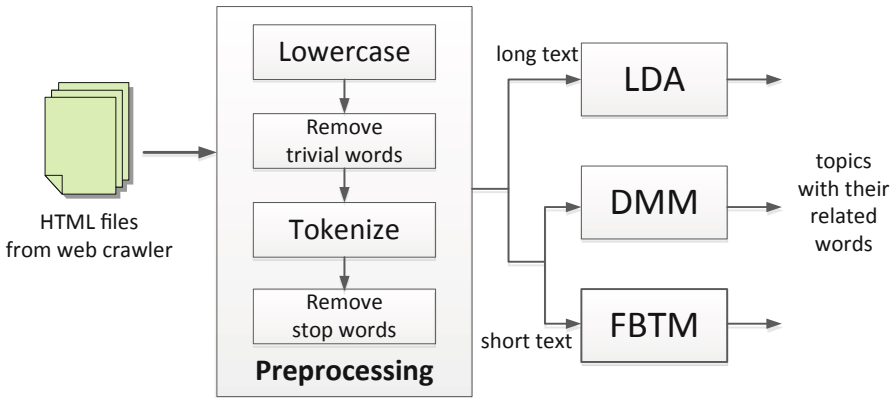 HTML files
from web crawler
Lowercase
Remove
trivial words
Tokenize
Remove
stop words
Preprocessing
long text
LDA
DMM
short text
FBTM
topics
with their
related
words